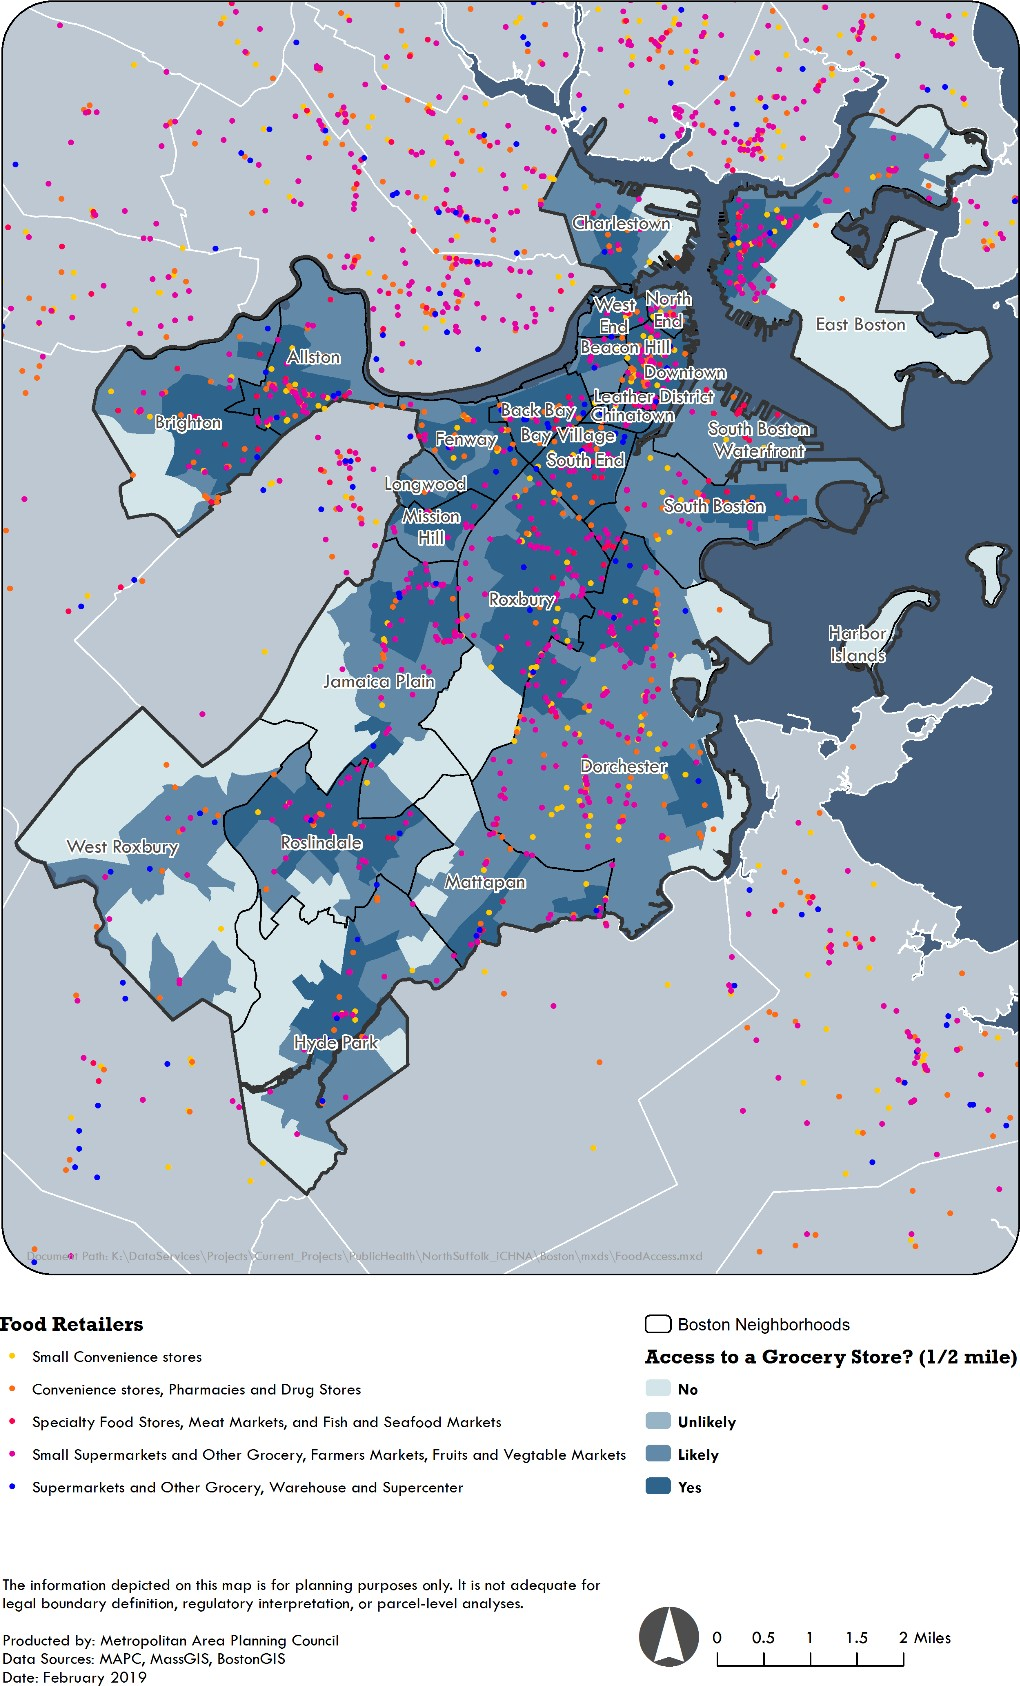 Charlestown
West
End
North
End
East Boston
Beacon Hill
Allston
Downtown
Leather District
Back Bay
Chinatown
Brighton
Fenway
Bay Village
South Boston
Waterfront
South End
Longwood
South Boston
Mission
Hill
Roxbury
Harbor
Islands
Jamaica Plain
Dorchester
West Roxbury
Roslindale
Mattapan
Hyde Park
Document Path: K:\DataServices\Projects\Current_Projects\PublicHealth\NorthSuffolk_ICHNA\Boston\mxds\FoodAccess.mxd
Food Retailers
Small Convenience stores
Convenience stores, Pharmacies and Drug Stores
Specialty Food Stores, Meat Markets, and Fish and Seafood Markets
Small Supermarkets and Other Grocery, Farmers Markets, Fruits and Vegtable Markets
Supermarkets and Other Grocery, Warehouse and Supercenter
Boston Neighborhoods
Access to a Grocery Store? (1/2 mile)
No
Unlikely
Likely
Yes
The information depicted on this map is for planning purposes only. It is not adequate for
legal boundary definition, regulatory interpretation, or parcel-level analyses.
Producted by: Metropolitan Area Planning Council
Data Sources: MAPC, MassGIS, BostonGIS
Date: February 2019
0 0.5 1 1.5 2 Miles